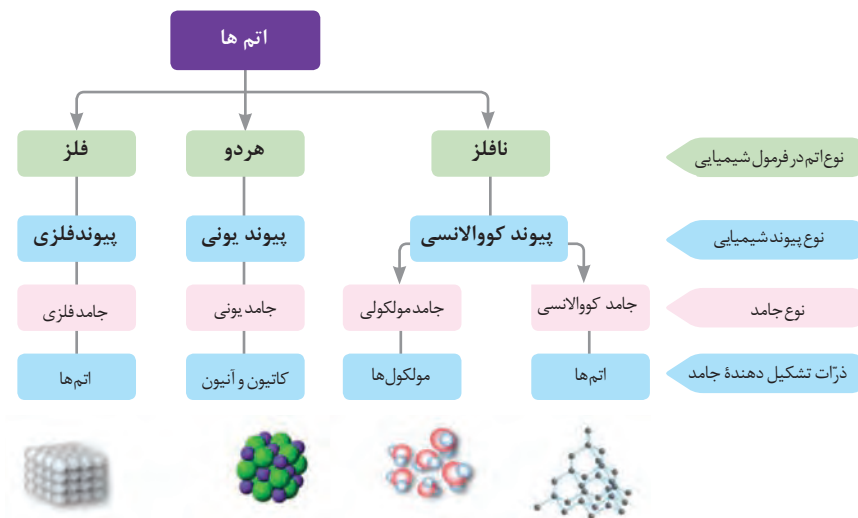 اتم ها
نافلز
هردو
فلز
نوع اتم در فرمول شیمیایی
پیوند کووالانسی
پیوند یونی
پیوندفلزی
نوع پیوند شیمیایی
جامد کووالانسی
جامد مولکولی
جامد یونی
جامد فلزی
نوع جامد
اتم‌ها
مولکول‌ها
کاتیون و آنیون
اتم‌ها
ذرّات تشکیل دهندهٔ جامد